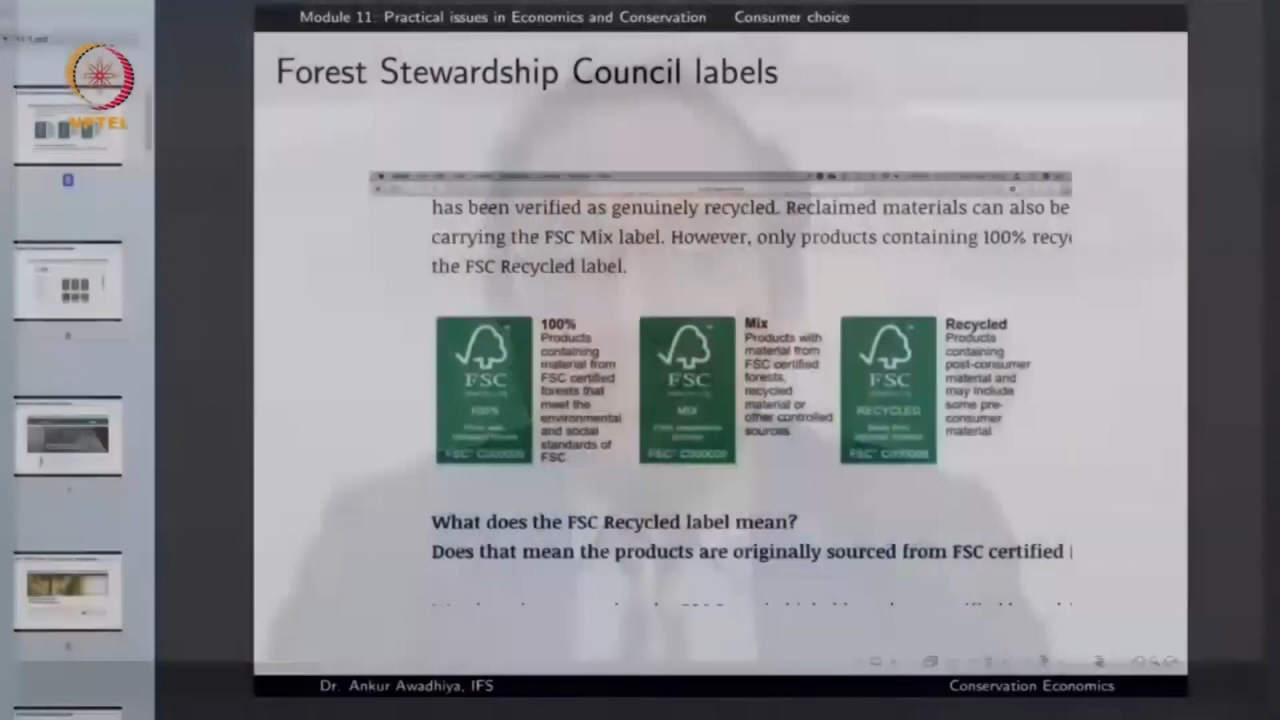 Module 11: Practical issues in Economics and Conservation Consumer choice
NPTEL
Forest Stewardship Council labels
has been verified as genuinely recycled. Reclaimed materials can also be
carrying the FSC Mix label. However, only products containing 100% recy
the FSC Recycled label.
FSC
100%
100%
Products
containing
material from
FSC certified
forests that
meet the
environmental
and social
standards of
FSC
FSC
MIX
Mix
Products with
material from
FSC certified
forests,
recycled
material or
other controlled
sources.
FSC
RECYCLED
Recycled
Products
containing
post-consumer
material and
may include
some pre-
consumer
material
What does the FSC Recycled label mean?
Does that mean the products are originally sourced from FSC certified
Dr. Ankur Awadhiya, IFS
Conservation Economics